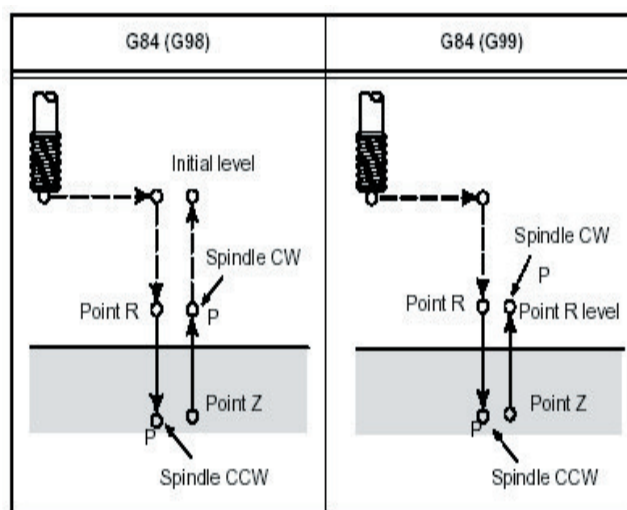 G84 (G98)
Initial level
Spindle CW
Point R
P
Point Z
P
Spindle CCW
G84 (G99)
Spindle CW
P
Point R
Point R level
Point Z
P
Spindle CCW